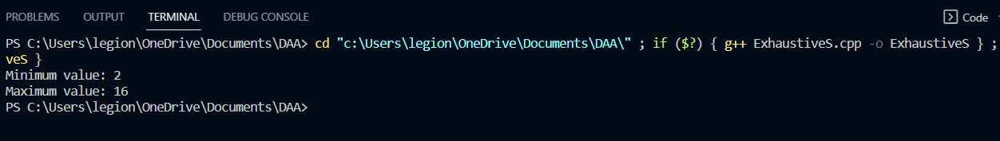 PROBLEMS OUTPUT TERMINAL DEBUG CONSOLE Code
PS C:\Users\legion\OneDrive\Documents\DAA> cd "c:\Users\legion\OneDrive\Documents\DAA\" ; if ($?) { g++ ExhaustiveS.cpp -o ExhaustiveS } ;
veS }
Minimum value: 2
Maximum value: 16
PS C:\Users\legion\OneDrive\Documents\DAA>